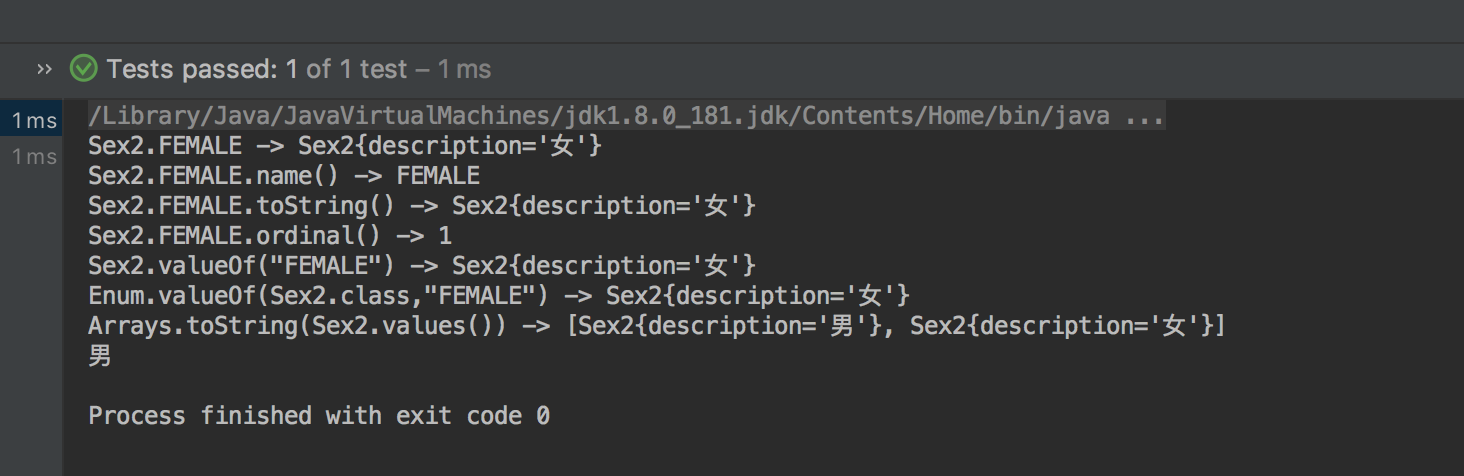 ›› Tests passed: 1 of 1 test – 1 ms
1 ms
1 ms
/Library/Java/JavaVirtualMachines/jdk1.8.0_181.jdk/Contents/Home/bin/java ...
Sex2.FEMALE -> Sex2{description='女'}
Sex2.FEMALE.name() -> FEMALE
Sex2.FEMALE.toString() -> Sex2{description='女'}
Sex2.FEMALE.ordinal() -> 1
Sex2.valueOf("FEMALE") -> Sex2{description='女'}
Enum.valueOf(Sex2.class,"FEMALE") -> Sex2{description='女'}
Arrays.toString(Sex2.values()) -> [Sex2{description='男'}, Sex2{description='女'}]
男
Process finished with exit code 0